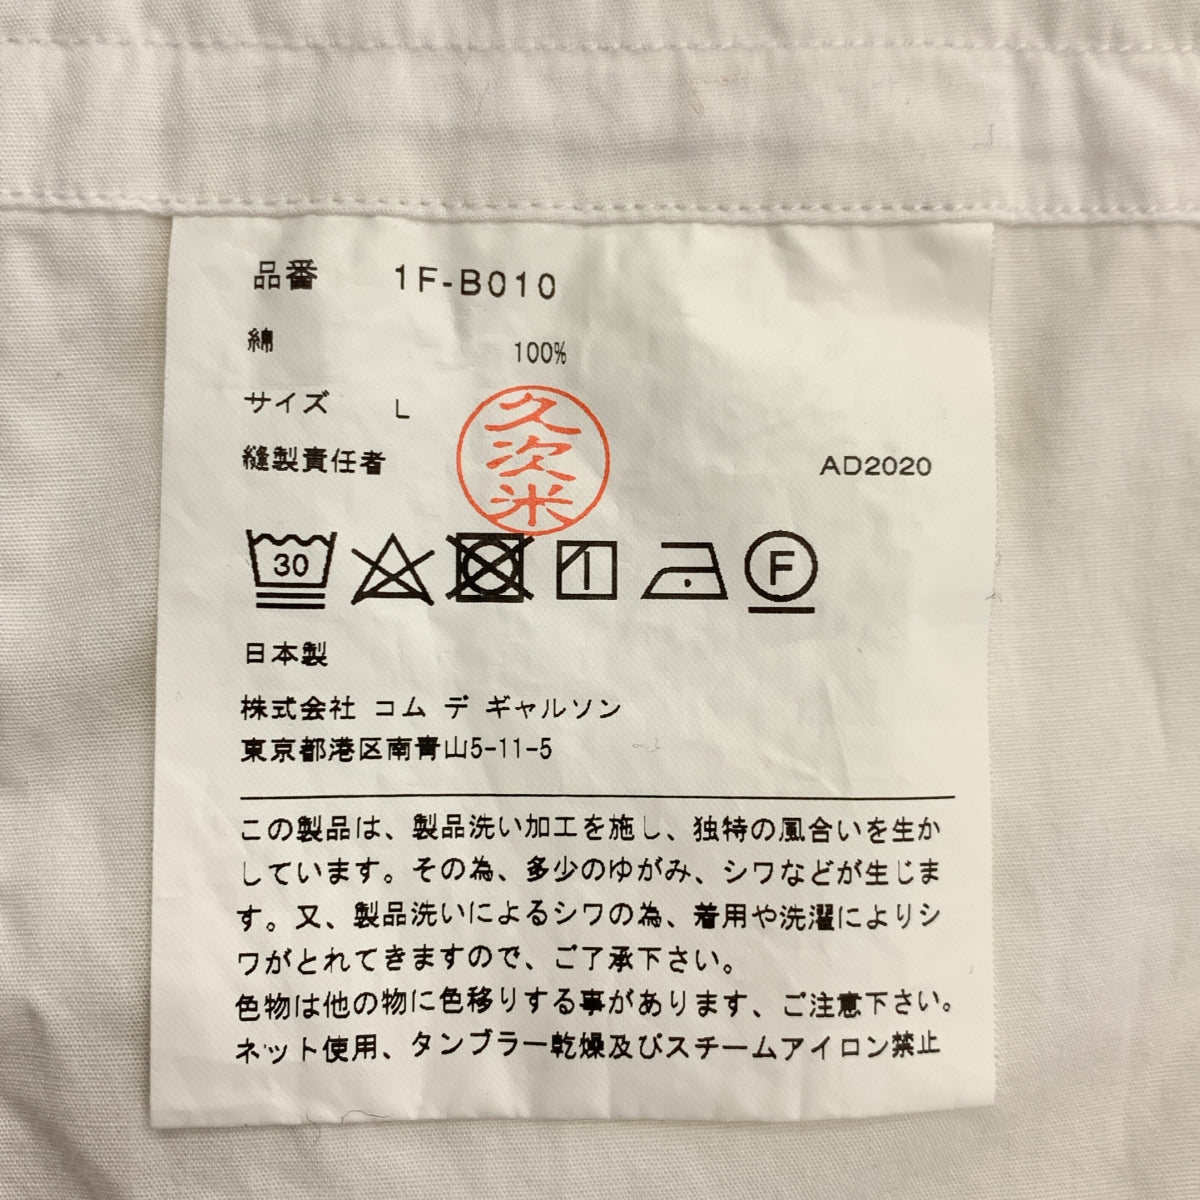 品番 1F-B010
綿 100%
サイズ L
久次米
縫製責任者 AD2020
30 F
日本製
株式会社 コム デ ギャルソン
東京都港区南青山5-11-5
この製品は、製品洗い加工を施し、独特の風合いを生か
しています。その為、多少のゆがみ、シワなどが生じま
す。又、製品洗いによるシワの為、着用や洗濯によりシ
ワがとれてきますので、ご了承下さい。
色物は他の物に色移りする事があります、ご注意下さい。
ネット使用、タンブラー乾燥及びスチームアイロン禁止